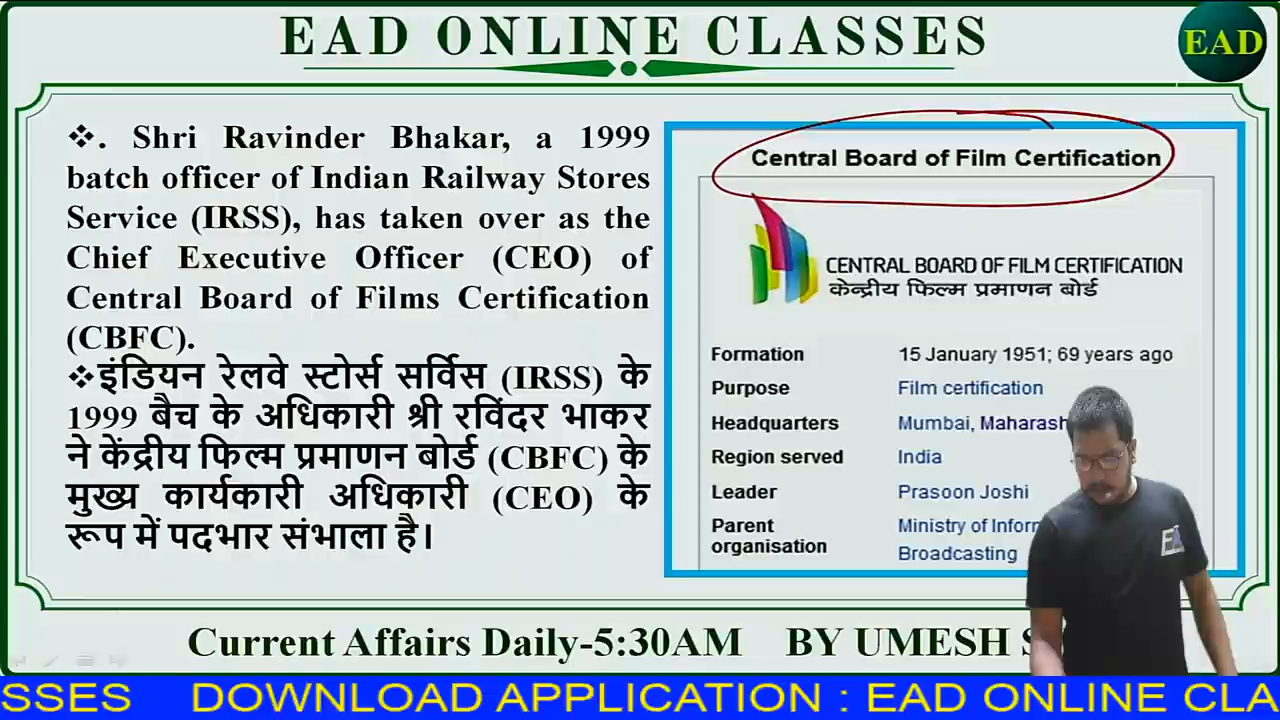 EAD ONLINE CLASSES
EAD
❖. Shri Ravinder Bhakar, a 1999
batch officer of Indian Railway Stores
Service (IRSS), has taken over as the
Chief Executive Officer (CEO) of
Central Board of Films Certification
(CBFC).
❖इंडियन रेलवे स्टोर्स सर्विस (IRSS) के
1999 बैच के अधिकारी श्री रविंदर भाकर
ने केंद्रीय फिल्म प्रमाणन बोर्ड (CBFC) के
मुख्य कार्यकारी अधिकारी (CEO) के
रूप में पदभार संभाला है।
Central Board of Film Certification
CENTRAL BOARD OF FILM CERTIFICATION
केन्द्रीय फिल्म प्रमाणन बोर्ड
Formation 15 January 1951; 69 years ago
Purpose Film certification
Headquarters Mumbai, Maharash
Region served India
Leader Prasoon Joshi
Parent Ministry of Inform
organisation Broadcasting
Current Affairs Daily-5:30AM BY UMESH S
SSES DOWNLOAD APPLICATION : EAD ONLINE CLA